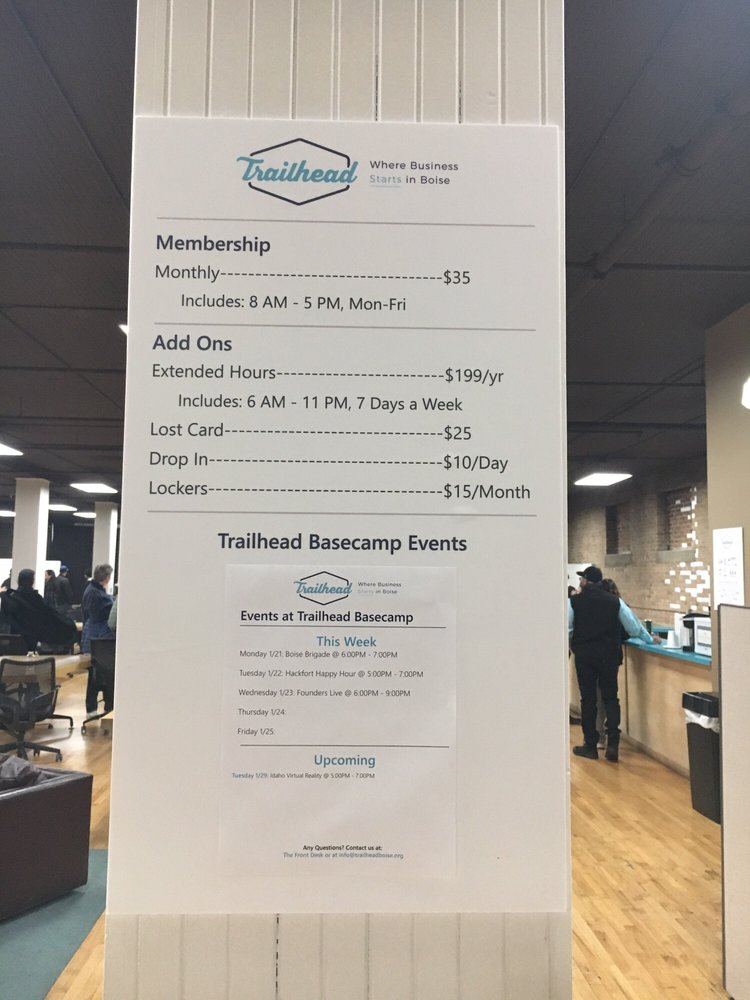 Trailhead
Where Business
Starts in Boise
Membership
Monthly--------------------------------$35
Includes: 8 AM - 5 PM, Mon-Fri
Add Ons
Extended Hours------------------------$199/yr
Includes: 6 AM - 11 PM, 7 Days a Week
Lost Card-------------------------------$25
Drop In---------------------------------$10/Day
Lockers---------------------------------$15/Month
Trailhead Basecamp Events
Trailhead
Where Business
Starts in Boise
Events at Trailhead Basecamp
This Week
Monday 1/21: Boise Brigade @ 6:00PM - 7:00PM
Tuesday 1/22: Hackfort Happy Hour @ 5:00PM - 7:00PM
Wednesday 1/23: Founders Live @ 6:00PM - 9:00PM
Thursday 1/24:
Friday 1/25:
Upcoming
Tuesday 1/29: Idaho Virtual Reality @ 5:00PM - 7:00PM
Any Questions? Contact us at:
The Front Desk or at info@trailheadboise.org